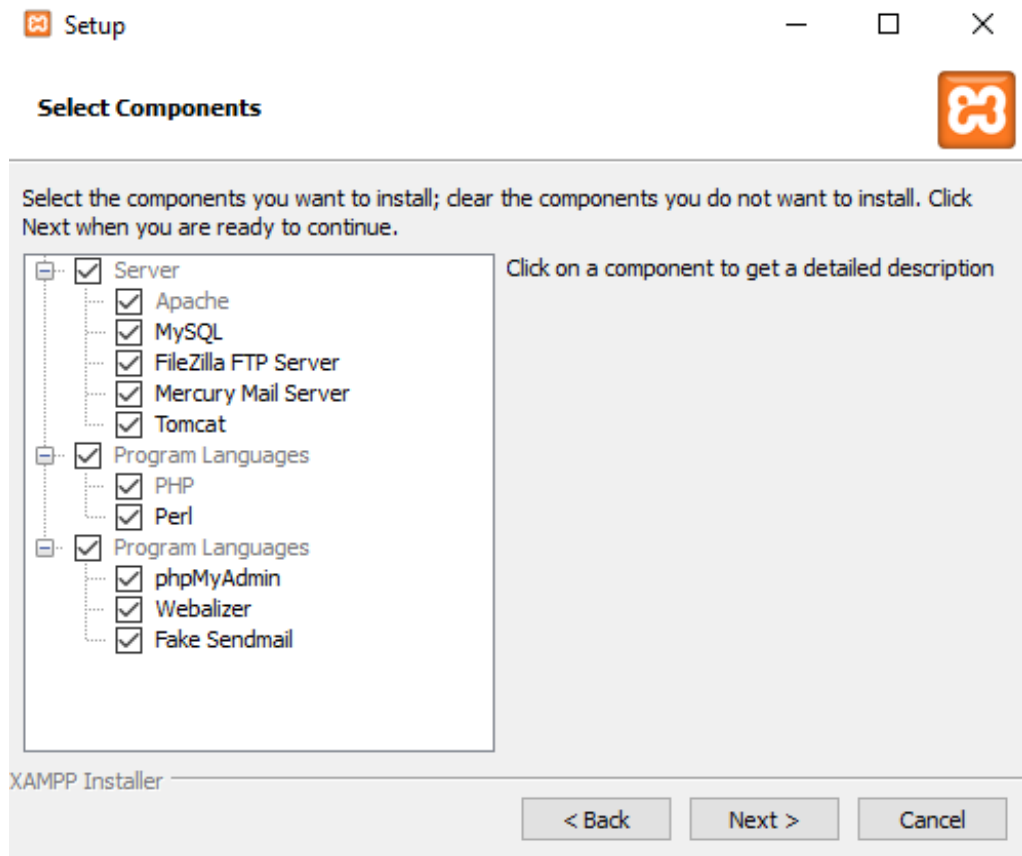 Setup
Select Components
Select the components you want to install; clear the components you do not want to install. Click
Next when you are ready to continue.
Server
Apache
MySQL
FileZilla FTP Server
Mercury Mail Server
Tomcat
Program Languages
PHP
Perl
Program Languages
phpMyAdmin
Webalizer
Fake Sendmail
Click on a component to get a detailed description
XAMPP Installer
< Back
Next >
Cancel